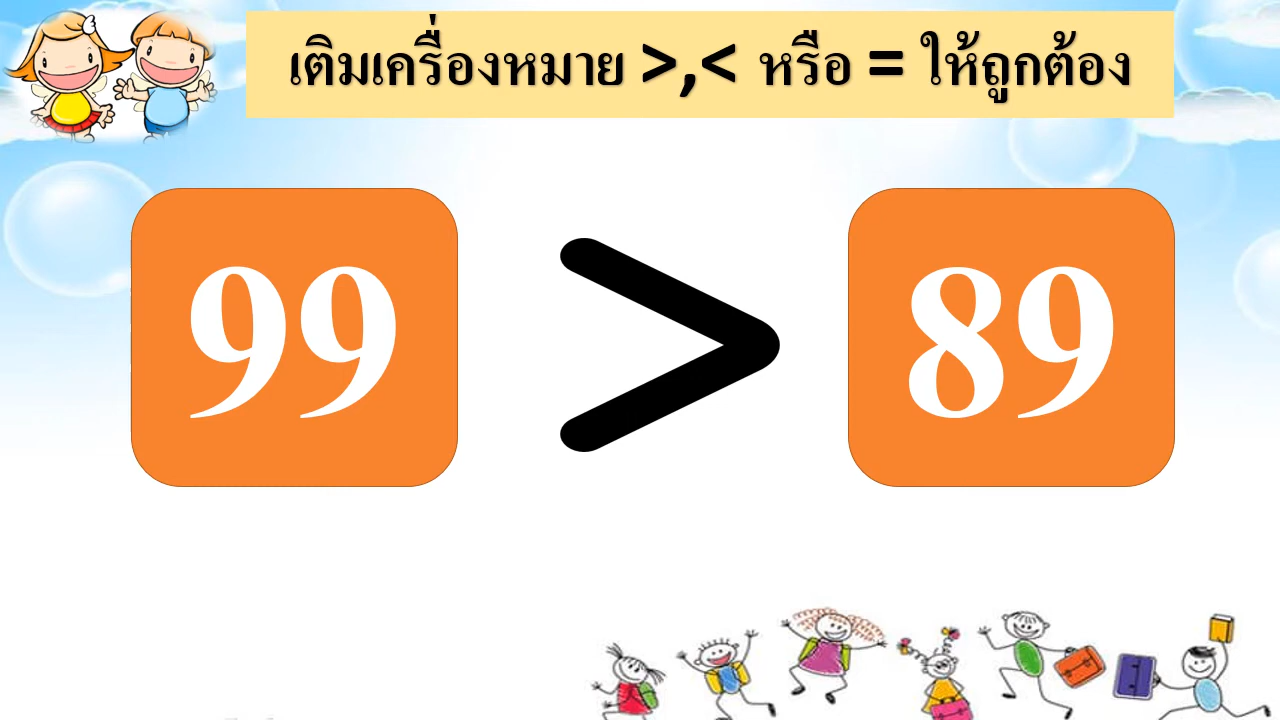 เติมเครื่องหมาย >,< หรือ = ให้ถูกต้อง
99 > 89